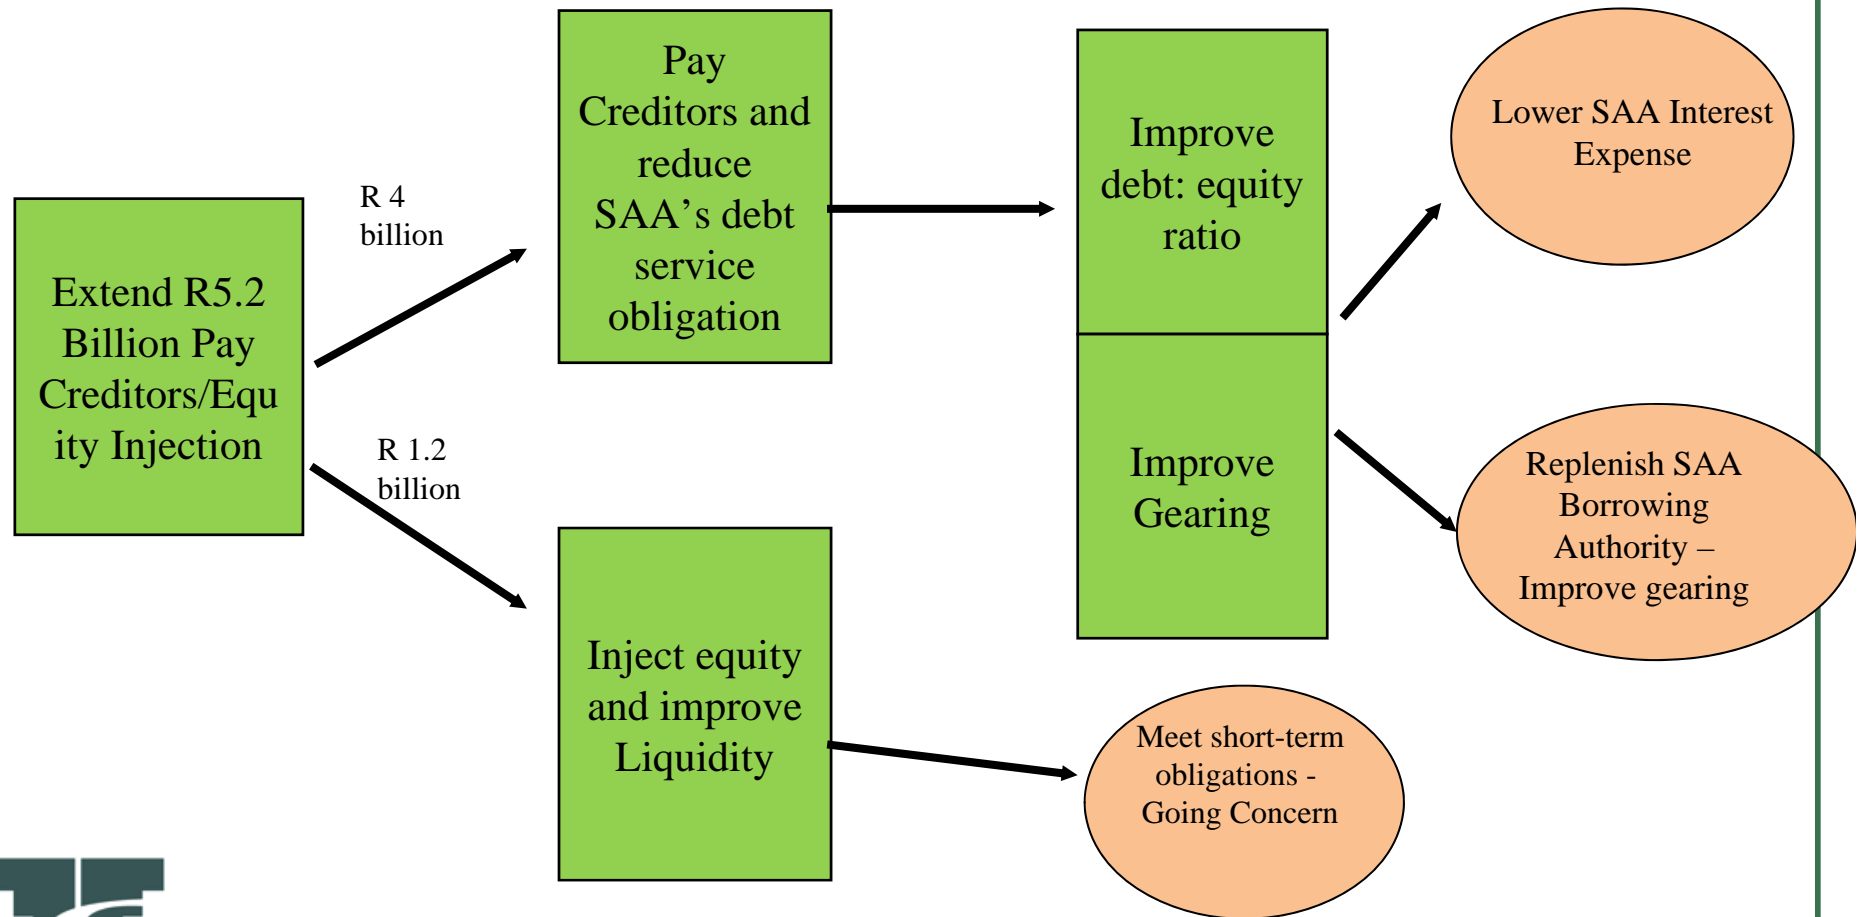 Extend R5.2
Billion Pay
Creditors/Equ
ity Injection
R 4
billion
R 1.2
billion
Pay
Creditors and
reduce
SAA’s debt
service
obligation
Inject equity
and improve
Liquidity
Improve
debt: equity
ratio
Improve
Gearing
Lower SAA Interest
Expense
Replenish SAA
Borrowing
Authority –
Improve gearing
Meet short-term
obligations -
Going Concern